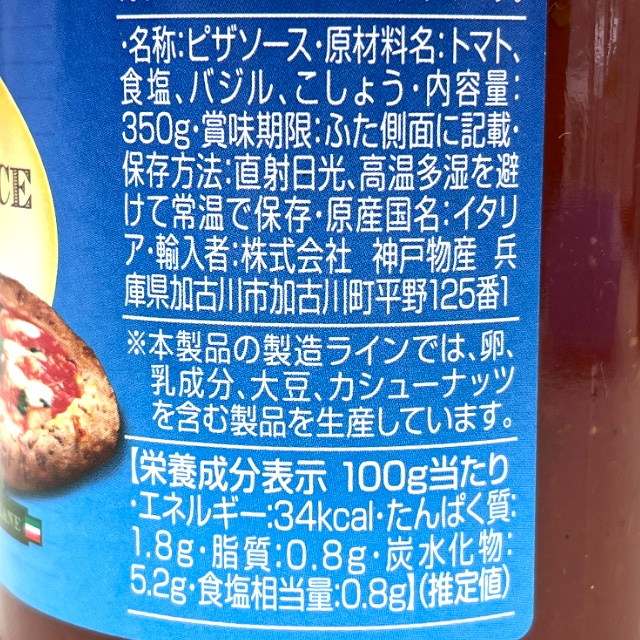 ・名称:ピザソース・原材料名:トマト、
食塩、バジル、こしょう・内容量:
350g・賞味期限:ふた側面に記載・
保存方法:直射日光、高温多湿を避
けて常温で保存・原産国名:イタリ
ア・輸入者:株式会社 神戸物産 兵
庫県加古川市加古川町平野125番1
※本製品の製造ラインでは、卵、
乳成分、大豆、カシューナッツ
を含む製品を生産しています。
【栄養成分表示 100g当たり
・エネルギー:34kcal・たんぱく質:
1.8g・脂質:0.8g・炭水化物:
5.2g・食塩相当量:0.8g】(推定値)
CE